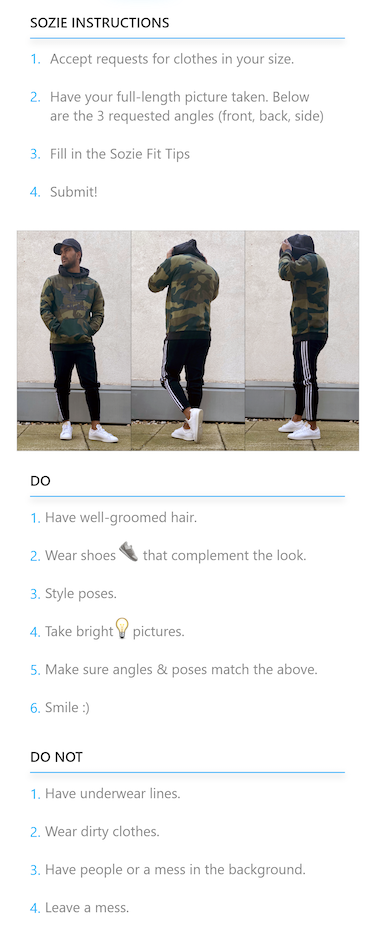 SOZIE INSTRUCTIONS
1. Accept requests for clothes in your size.
2. Have your full-length picture taken. Below
are the 3 requested angles (front, back, side)
3. Fill in the Sozie Fit Tips
4. Submit!
DO
1. Have well-groomed hair.
2. Wear shoes that complement the look.
3. Style poses.
4. Take bright pictures.
5. Make sure angles & poses match the above.
6. Smile :)
DO NOT
1. Have underwear lines.
2. Wear dirty clothes.
3. Have people or a mess in the background.
4. Leave a mess.